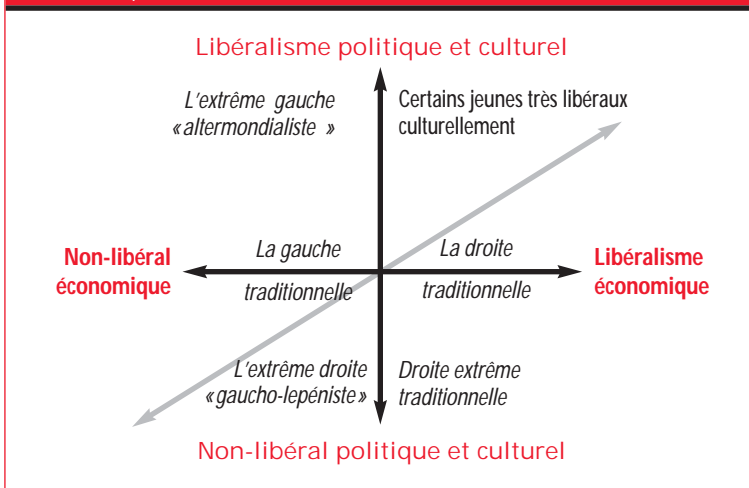 Libéralisme politique et culturel
L'extrême gauche
«altermondialiste »
Certains jeunes très libéraux
culturellement
Non-libéral
économique
La gauche
traditionnelle
La droite
traditionnelle
Libéralisme
économique
L'extrême droite
«gaucho-lepéniste»
Droite extrême
traditionnelle
Non-libéral politique et culturel